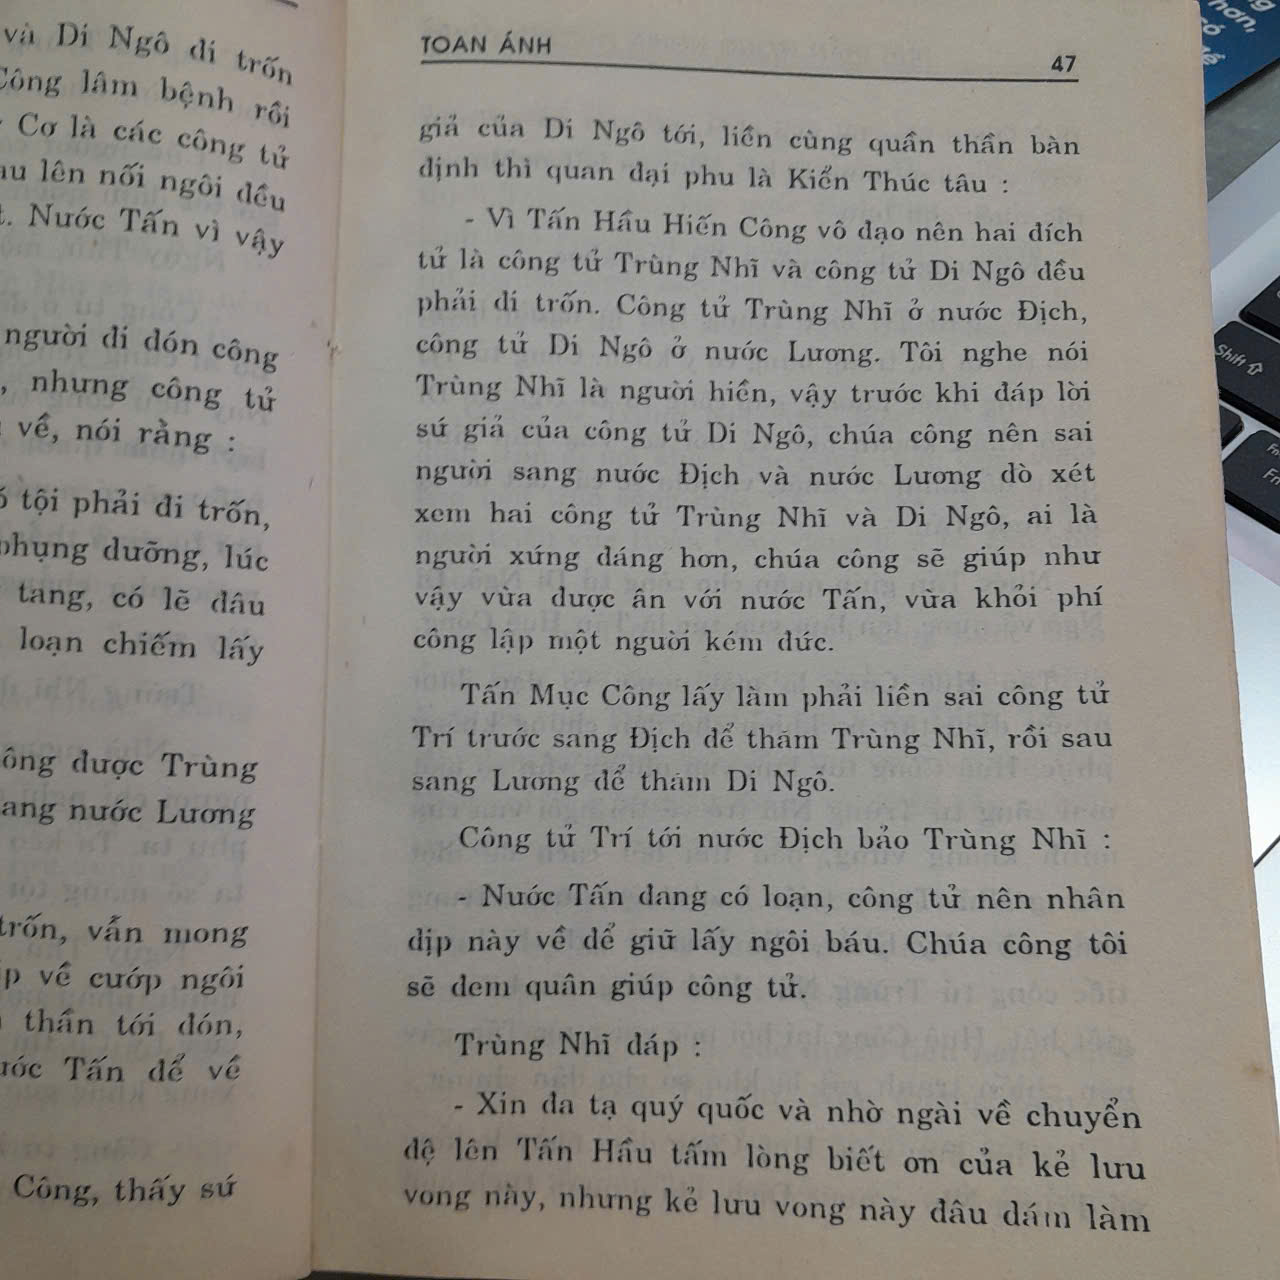 và Di Ngô đi trốn
Công lâm bệnh rồi
Cơ là các công tử
lên nối ngôi đều
Nước Tấn vì vậy
người đi đón công
, nhưng công tử
về, nói rằng :
tội phải đi trốn,
phụng dưỡng, lúc
tang, có lẽ đâu
loạn chiếm lấy
được Trùng
nước Lương
trốn, vẫn mong
về cướp ngôi
thần tới đón,
Tấn để về
Công, thấy sứ
TOAN ÁNH
47
giả của Di Ngô tới, liền cùng quần thần bàn
định thì quan đại phu là Kiển Thúc tâu :
- Vì Tấn Hầu Hiến Công vô đạo nên hai đích
tử là công tử Trùng Nhĩ và công tử Di Ngô đều
phải đi trốn. Công tử Trùng Nhĩ ở nước Địch,
công tử Di Ngô ở nước Lương. Tôi nghe nói
Trùng Nhĩ là người hiền, vậy trước khi đáp lời
sứ giả của công tử Di Ngô, chúa công nên sai
người sang nước Địch và nước Lương dò xét
xem hai công tử Trùng Nhĩ và Di Ngô, ai là
người xứng đáng hơn, chúa công sẽ giúp như
vậy vừa được ân với nước Tấn, vừa khỏi phí
công lập một người kém đức.
Tấn Mục Công lấy làm phải liền sai công tử
Trí trước sang Địch để thăm Trùng Nhĩ, rồi sau
sang Lương để thăm Di Ngô.
Công tử Trí tới nước Địch bảo Trùng Nhĩ :
- Nước Tấn đang có loạn, công tử nên nhân
dịp này về để giữ lấy ngôi báu. Chúa công tôi
sẽ đem quân giúp công tử.
Trùng Nhĩ đáp :
- Xin đa tạ quý quốc và nhờ ngài về chuyển
đệ lên Tấn Hầu tấm lòng biết ơn của kẻ lưu
vong này, nhưng kẻ lưu vong này đâu dám làm
hơn,
có
để
Shift
Fn